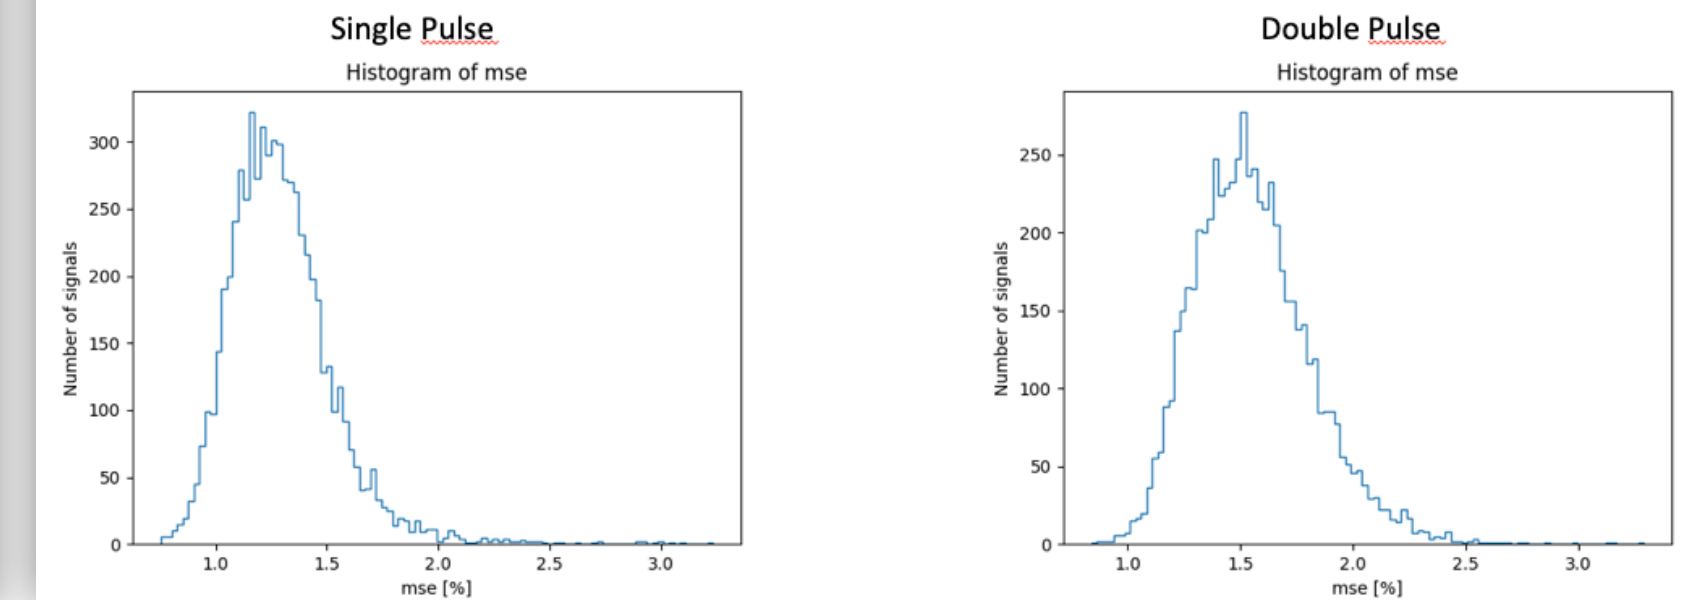 Single Pulse
Histogram of mse
Number of signals
300
250
200
150
100
50
0
1.0 1.5 2.0 2.5 3.0
mse [%]
Double Pulse
Histogram of mse
Number of signals
250
200
150
100
50
0
1.0 1.5 2.0 2.5 3.0
mse [%]